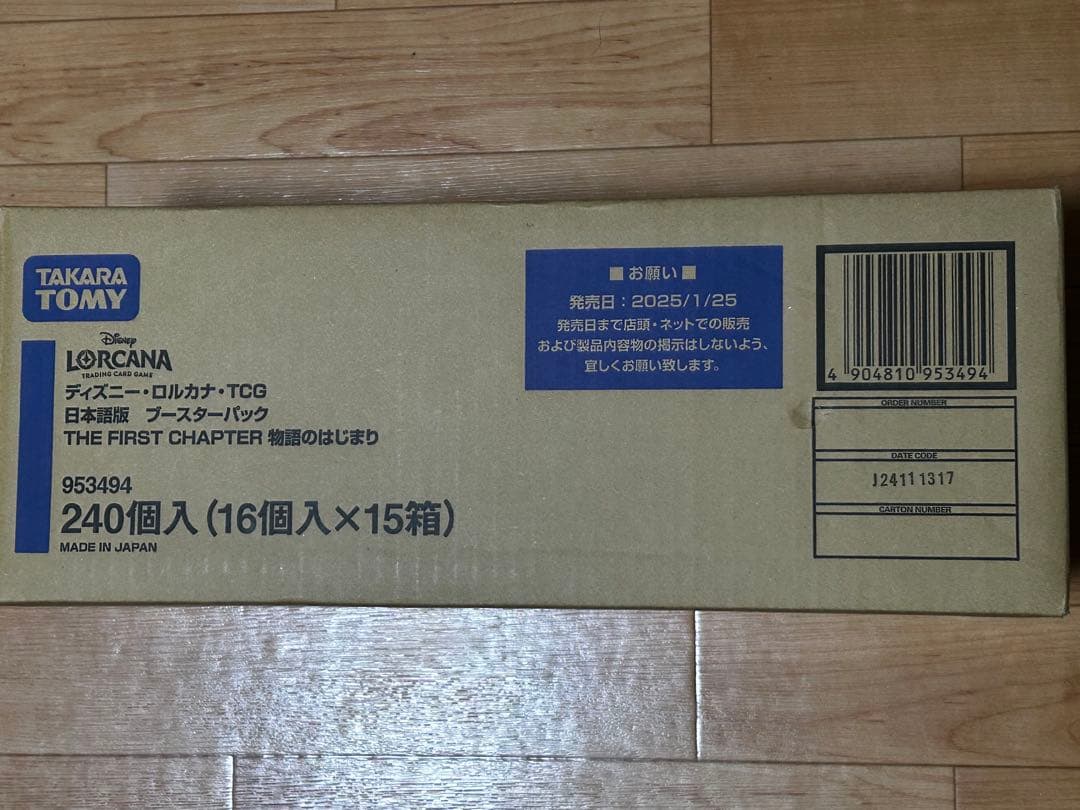 TAKARA
TOMY
Disney
LORCANA
TRADING CARD GAME
ディズニー・ロルカナ・TCG
日本語版 ブースターパック
THE FIRST CHAPTER 物語のはじまり
953494
240個入(16個入×15箱)
MADE IN JAPAN
■お願い■
発売日:2025/1/25
発売日まで店頭・ネットでの販売
および製品内容物の掲示はしないよう、
宜しくお願い致します。
4 904810 953494
ORDER NUMBER
DATE CODE
J24111317
CARTON NUMBER